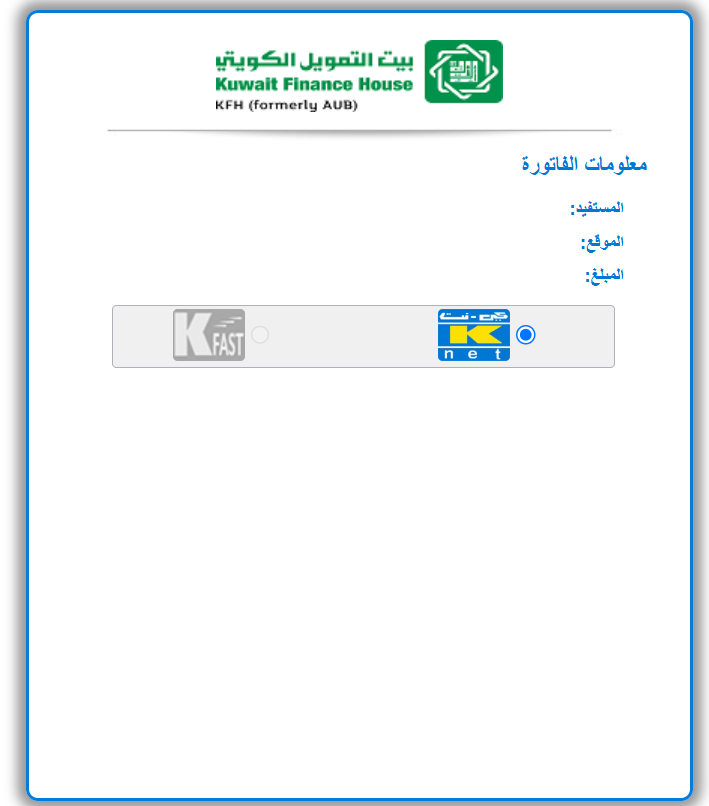 بيت التمويل الكويتي
Kuwait Finance House
KFH (formerly AUB)
معلومات الفاتورة
المستفيد:
الموقع:
المبلغ:
كي - نت
K
net
K FAST